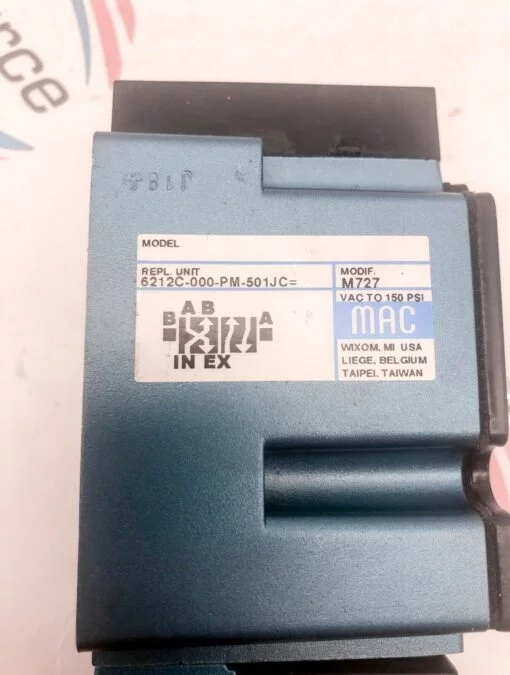 rce
MODEL
REPL. UNIT
6212C-000-PM-501JC=
MODIF.
M727
VAC TO 150 PSI
MAC
A B
B A
IN EX
WIXOM, MI USA
LIEGE, BELGIUM
TAIPEI, TAIWAN